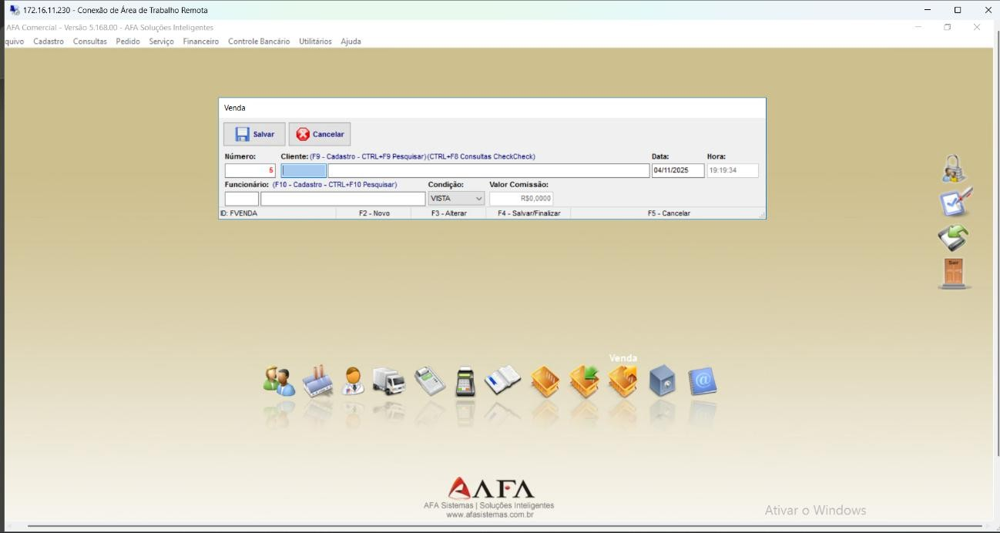 172.16.11.230 - Conexão de Área de Trabalho Remota
AFA Comercial - Versão 5.168.00 - AFA Soluções Inteligentes
quivo Cadastro Consultas Pedido Serviço Financeiro Controle Bancário Utilitários Ajuda
Venda
Salvar Cancelar
Número: Cliente: (F9 - Cadastro - CTRL+F9 Pesquisar) (CTRL+F8 Consultas CheckCheck) Data: Hora:
5 04/11/2025 19:19:34
Funcionário: (F10 - Cadastro - CTRL+F10 Pesquisar) Condição: Valor Comissão:
VISTA R$0,0000
ID: FVENDA F2 - Novo F3 - Alterar F4 - Salvar/Finalizar F5 - Cancelar
Sair
Venda
AFA
AFA Sistemas | Soluções Inteligentes
www.afasistemas.com.br
Ativar o Windows